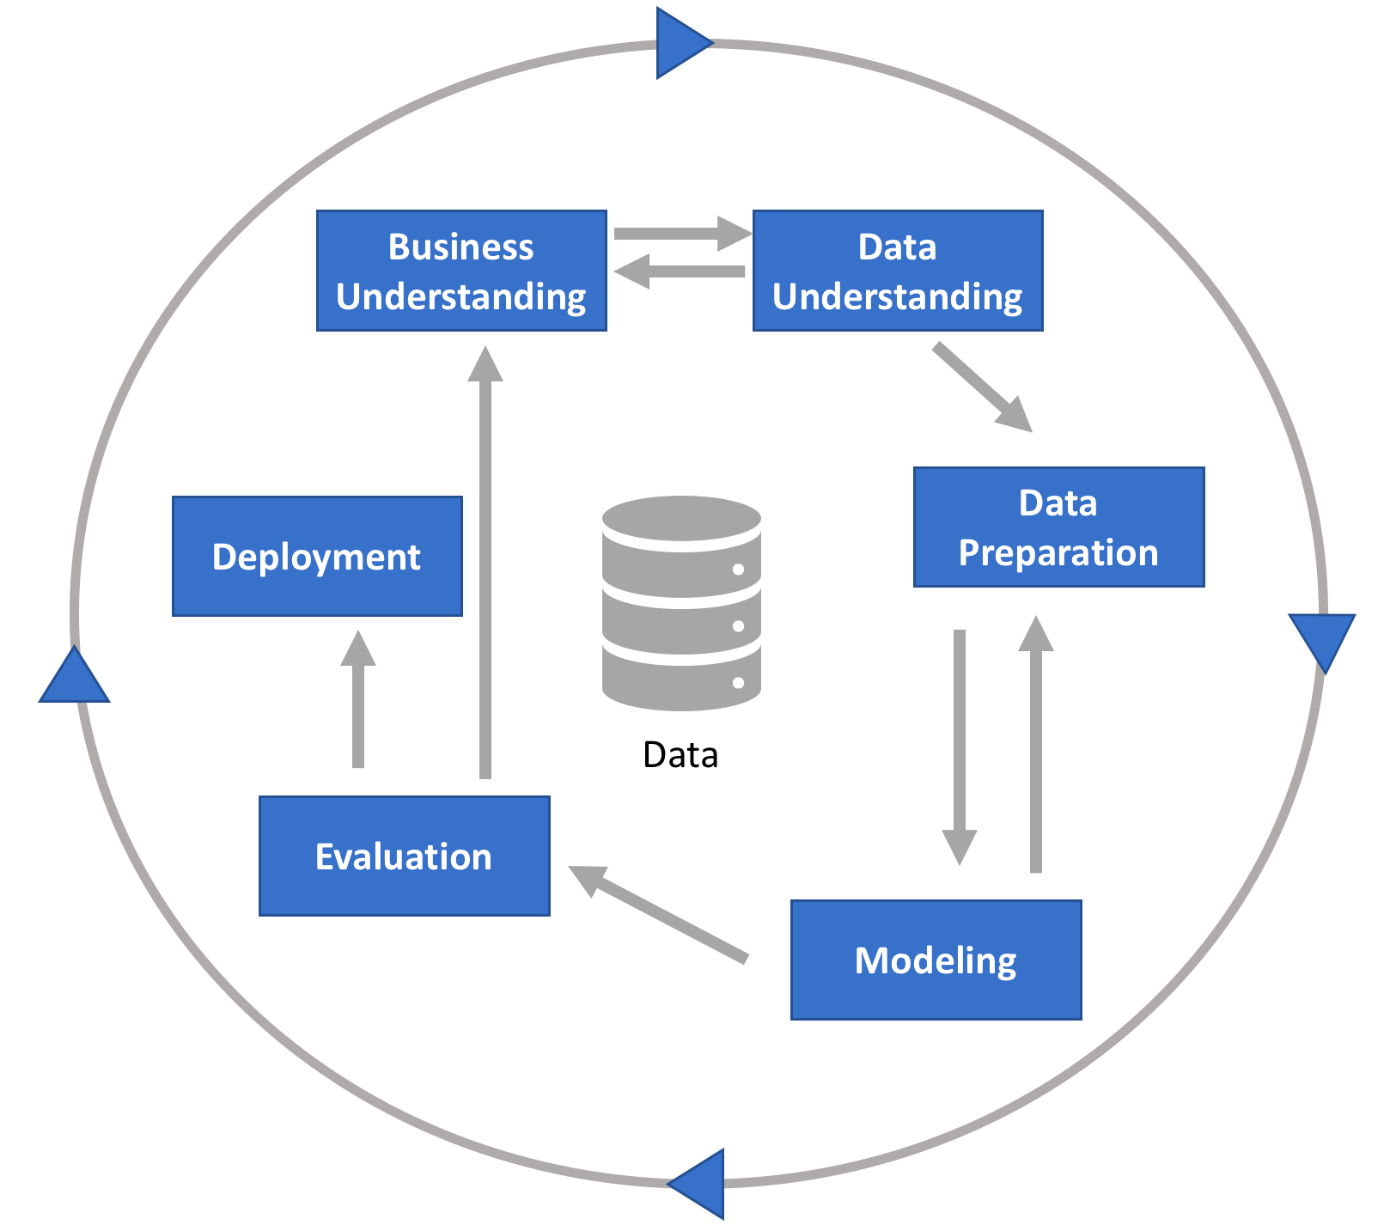 Business
Understanding
Data
Understanding
Data
Preparation
Deployment
Data
Evaluation
Modeling